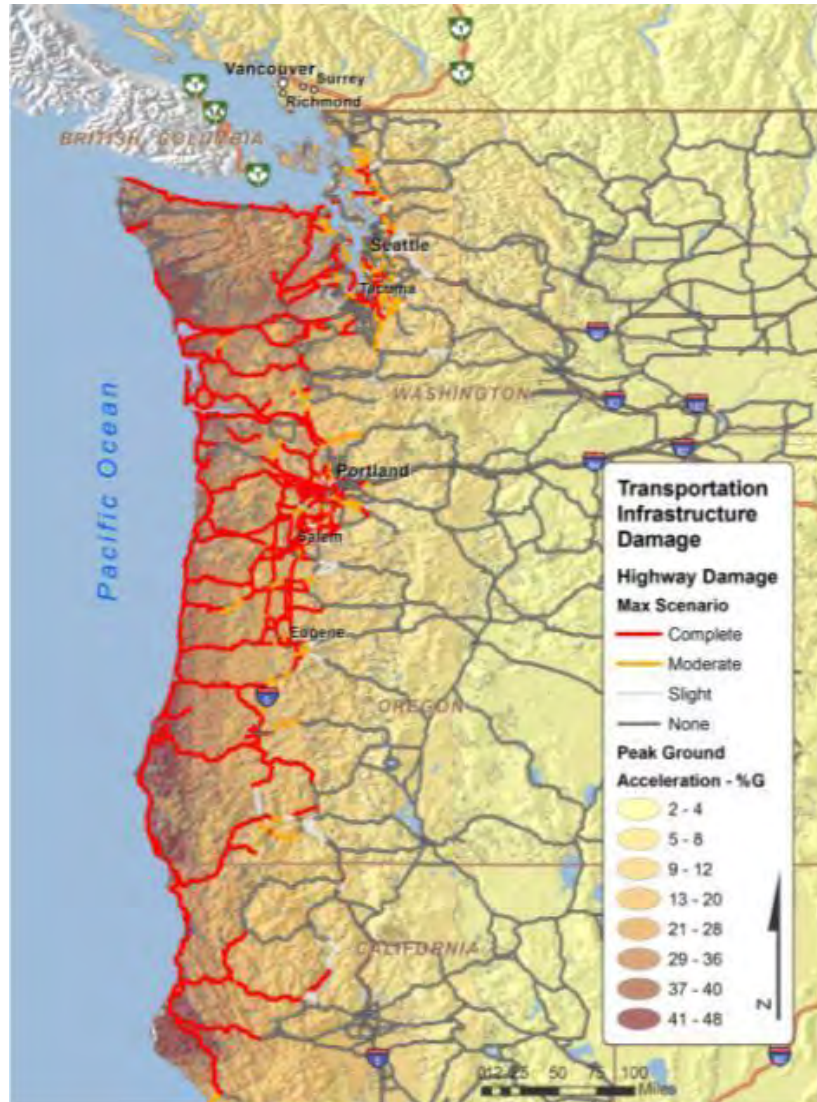 Vancouver
Surrey
Richmond
BRITISH COLUMBIA
Seattle
Tacoma
WASHINGTON
Pacific Ocean
Portland
Salem
Eugene
OREGON
CALIFORNIA
Transportation
Infrastructure
Damage
Highway Damage
Max Scenario
Complete
Moderate
Slight
None
Peak Ground
Acceleration - %G
2 - 4
5 - 8
9 - 12
13 - 20
21 - 28
29 - 36
37 - 40
41 - 48
N
50 75 100
Miles